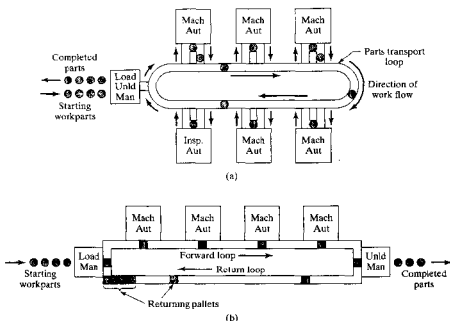 Mach
Aut
Mach
Aut
Mach
Aut
Completed
parts
Load
Unld
Man
Starting
workparts
Parts transport
loop
Direction of
work flow
Insp.
Aut
Mach
Aut
Mach
Aut
(a)
Mach
Aut
Mach
Aut
Mach
Aut
Mach
Aut
Load
Man
Forward loop
Return loop
Unld
Man
Starting
workparts
Completed
parts
Returning pallets
(b)